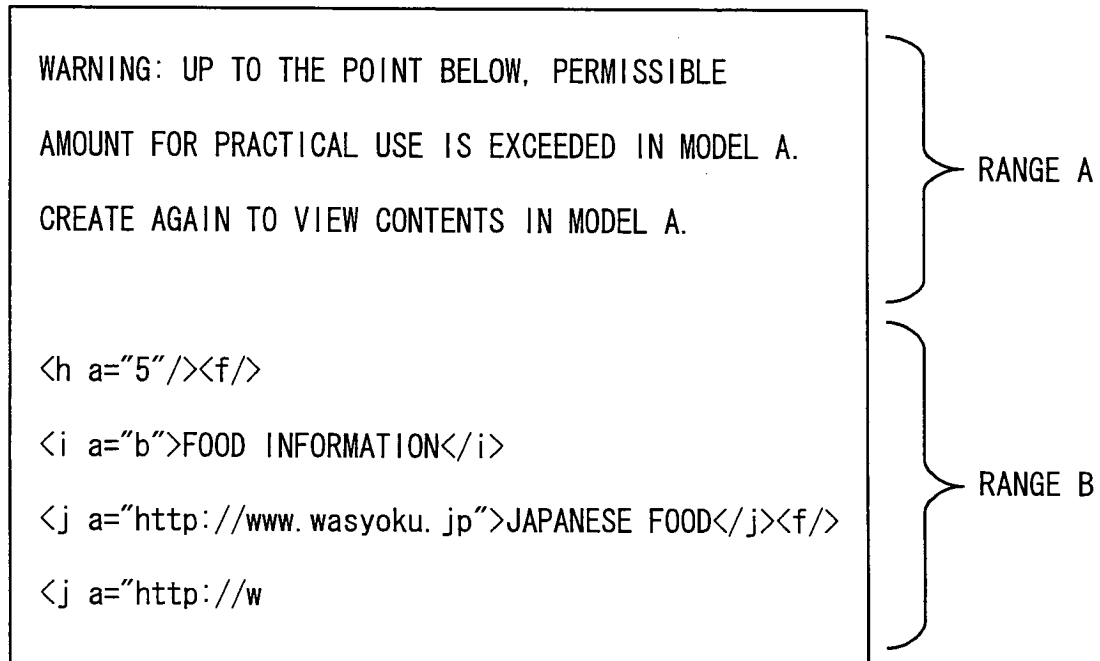 WARNING: UP TO THE POINT BELOW, PERMISSIBLE
AMOUNT FOR PRACTICAL USE IS EXCEEDED IN MODEL A.
CREATE AGAIN TO VIEW CONTENTS IN MODEL A.
RANGE A
<h a="5"/><f/>
<i a="b">FOOD INFORMATION</i>
<j a="http://www.wasyoku.jp">JAPANESE FOOD</j><f/>
<j a="http://w
RANGE B